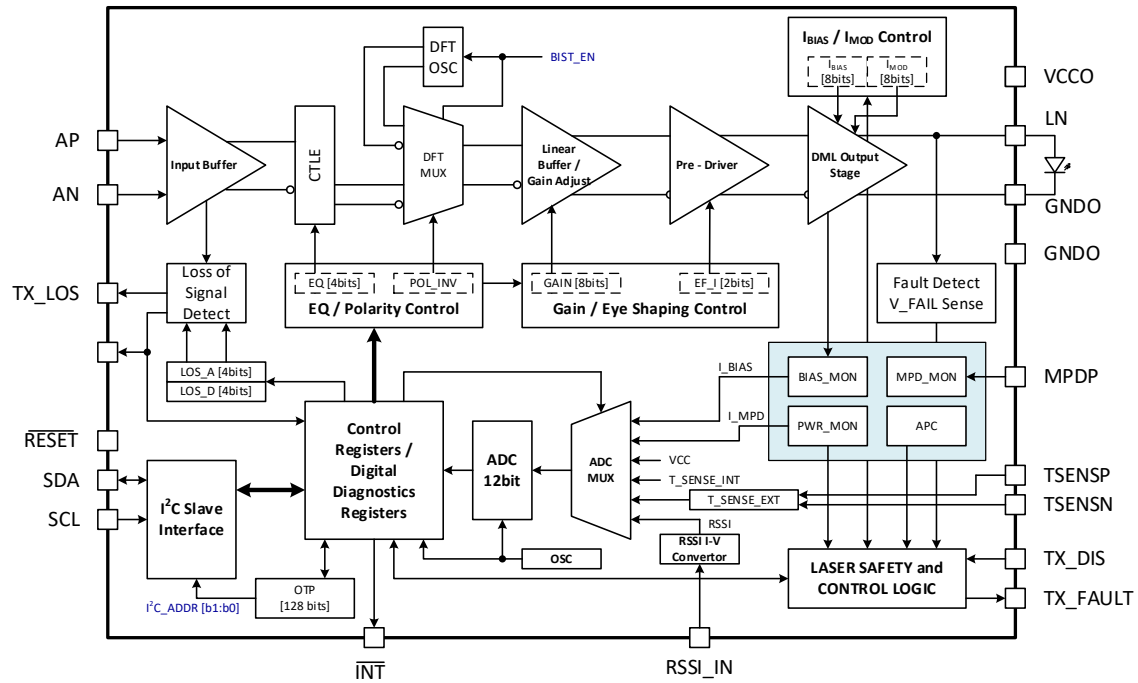 I_BIAS / I_MOD Control
I_BIAS
[8bits]
I_MOD
[8bits]
DFT
OSC
BIST_EN
VCCO
LN
GNDO
GNDO
AP
AN
Input Buffer
CTLE
DFT
MUX
Linear
Buffer /
Gain Adjust
Pre - Driver
DML Output
Stage
TX_LOS
Loss of
Signal
Detect
EQ [4bits]
POL_INV
EQ / Polarity Control
GAIN [8bits]
EF_I [2bits]
Gain / Eye Shaping Control
Fault Detect
V_FAIL Sense
LOS_A [4bits]
LOS_D [4bits]
I_BIAS
BIAS_MON
MPD_MON
MPDP
I_MPD
PWR_MON
APC
RESET
SDA
SCL
I²C Slave
Interface
Control
Registers /
Digital
Diagnostics
Registers
ADC
12bit
ADC
MUX
VCC
T_SENSE_INT
T_SENSE_EXT
TSENSP
TSENSN
RSSI
RSSI I-V
Convertor
OSC
LASER SAFETY and
CONTROL LOGIC
TX_DIS
TX_FAULT
I²C_ADDR [b1:b0]
OTP
[128 bits]
INT
RSSI_IN